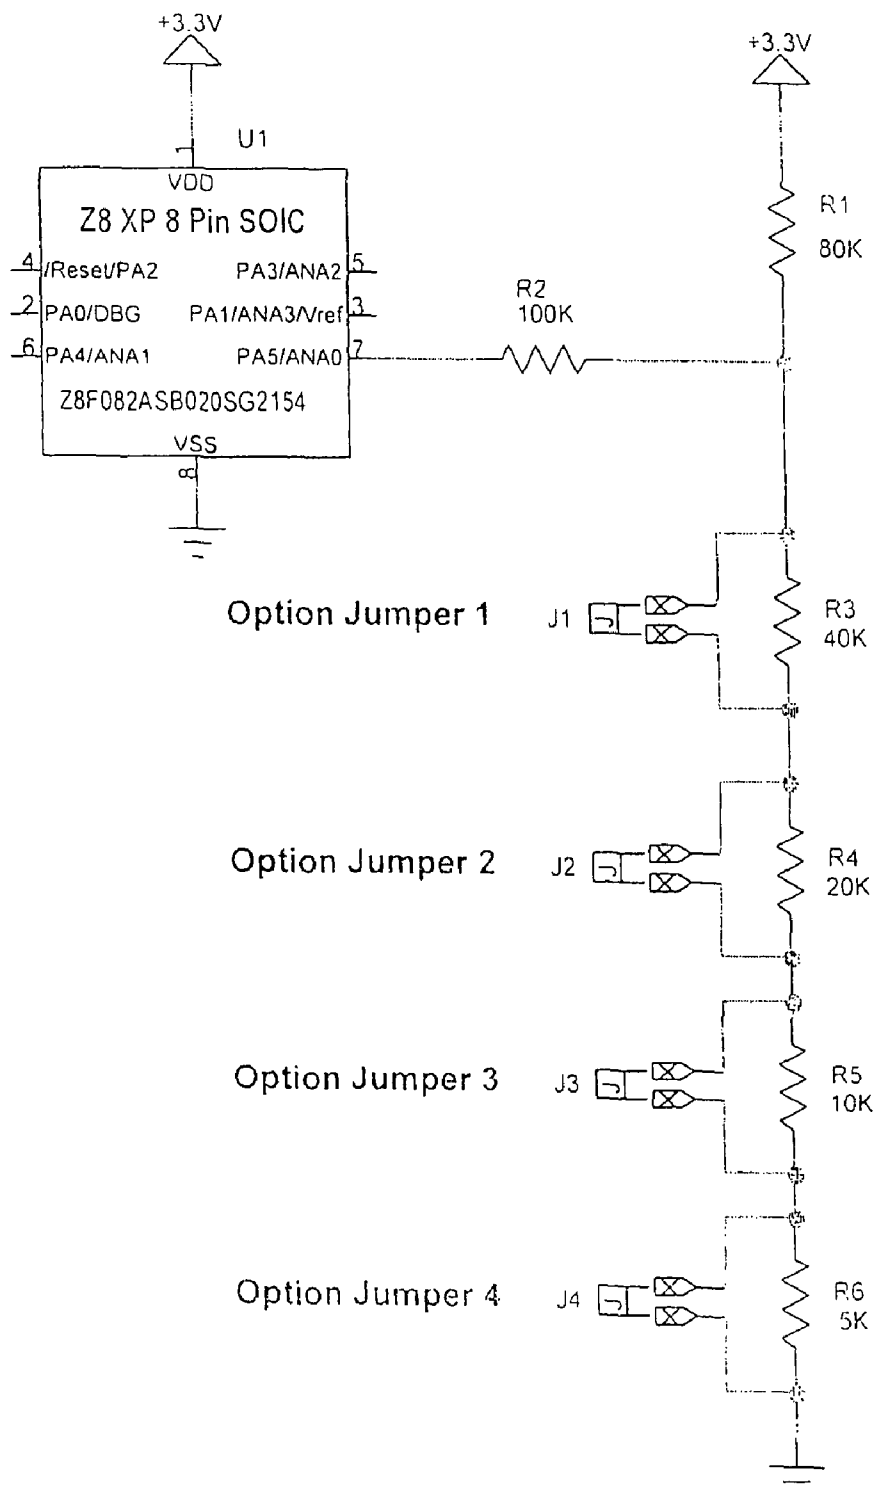 +3.3V
+3.3V
1
U1
VDD
Z8 XP 8 Pin SOIC
R1
80K
4 /Reset/PA2
PA3/ANA2 5
2 PA0/DBG
PA1/ANA3/Vref 3
R2
100K
6 PA4/ANA1
PA5/ANA0 7
Z8F082ASB020SG2154
VSS
8
Option Jumper 1
J1
J
R3
40K
Option Jumper 2
J2
J
R4
20K
Option Jumper 3
J3
J
R5
10K
Option Jumper 4
J4
J
R6
5K